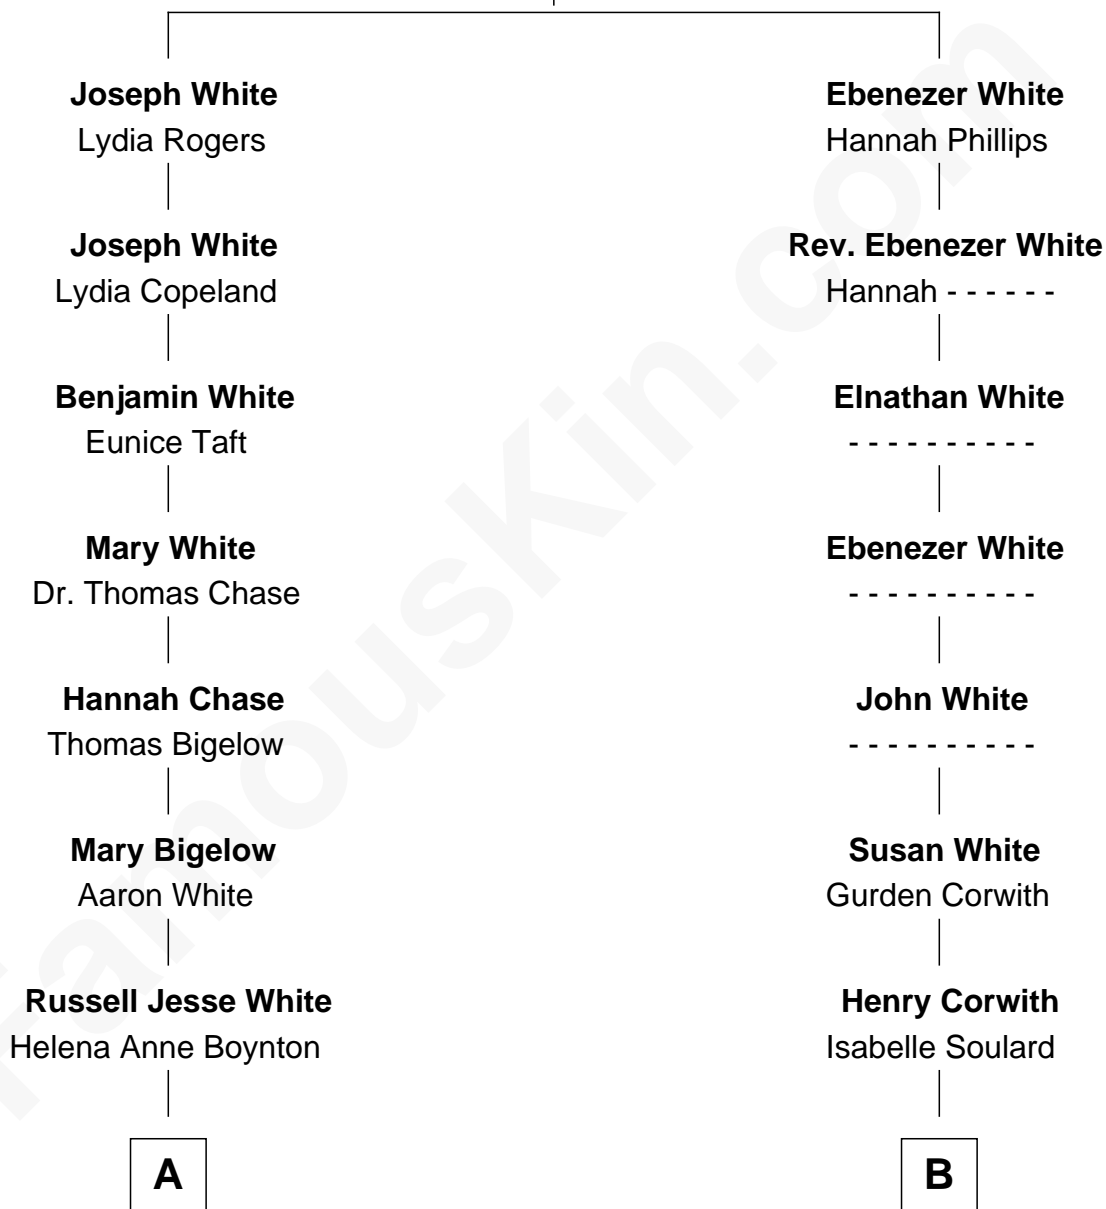 Joseph White
Lydia Rogers
Ebenezer White
Hannah Phillips
Joseph White
Lydia Copeland
Rev. Ebenezer White
Hannah - - - - - -
Benjamin White
Eunice Taft
Elnathan White
- - - - - - - - - -
Mary White
Dr. Thomas Chase
Ebenezer White
- - - - - - - - - -
Hannah Chase
Thomas Bigelow
John White
- - - - - - - - - -
Mary Bigelow
Aaron White
Susan White
Gurden Corwith
Russell Jesse White
Helena Anne Boynton
Henry Corwith
Isabelle Soulard
A
B
FamousKin.com